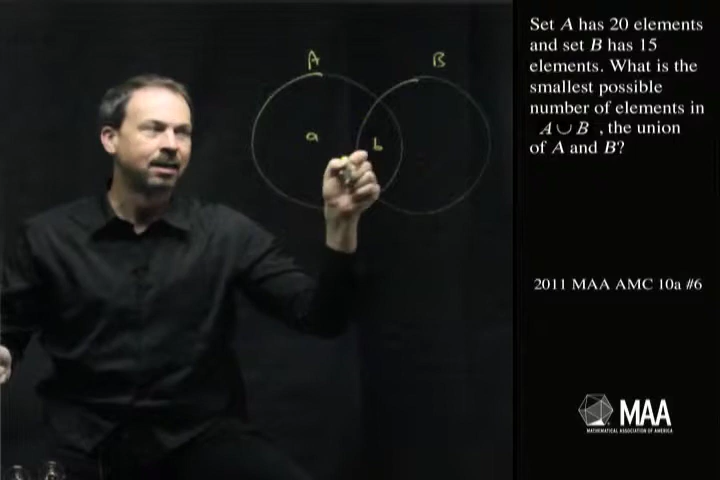 A
B
a
b
Set A has 20 elements
and set B has 15
elements. What is the
smallest possible
number of elements in
A ∪ B , the union
of A and B?
2011 MAA AMC 10a #6
MAA
MATHEMATICAL ASSOCIATION OF AMERICA